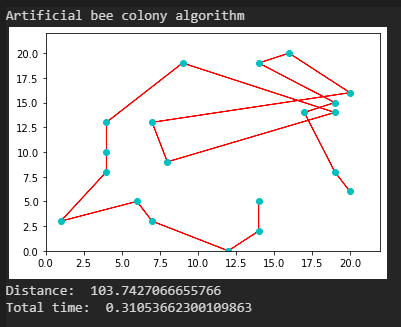 Artificial bee colony algorithm
20.0
17.5
15.0
12.5
10.0
7.5
5.0
2.5
0.0
0.0 2.5 5.0 7.5 10.0 12.5 15.0 17.5 20.0
Distance: 103.7427066655766
Total time: 0.31053662300109863